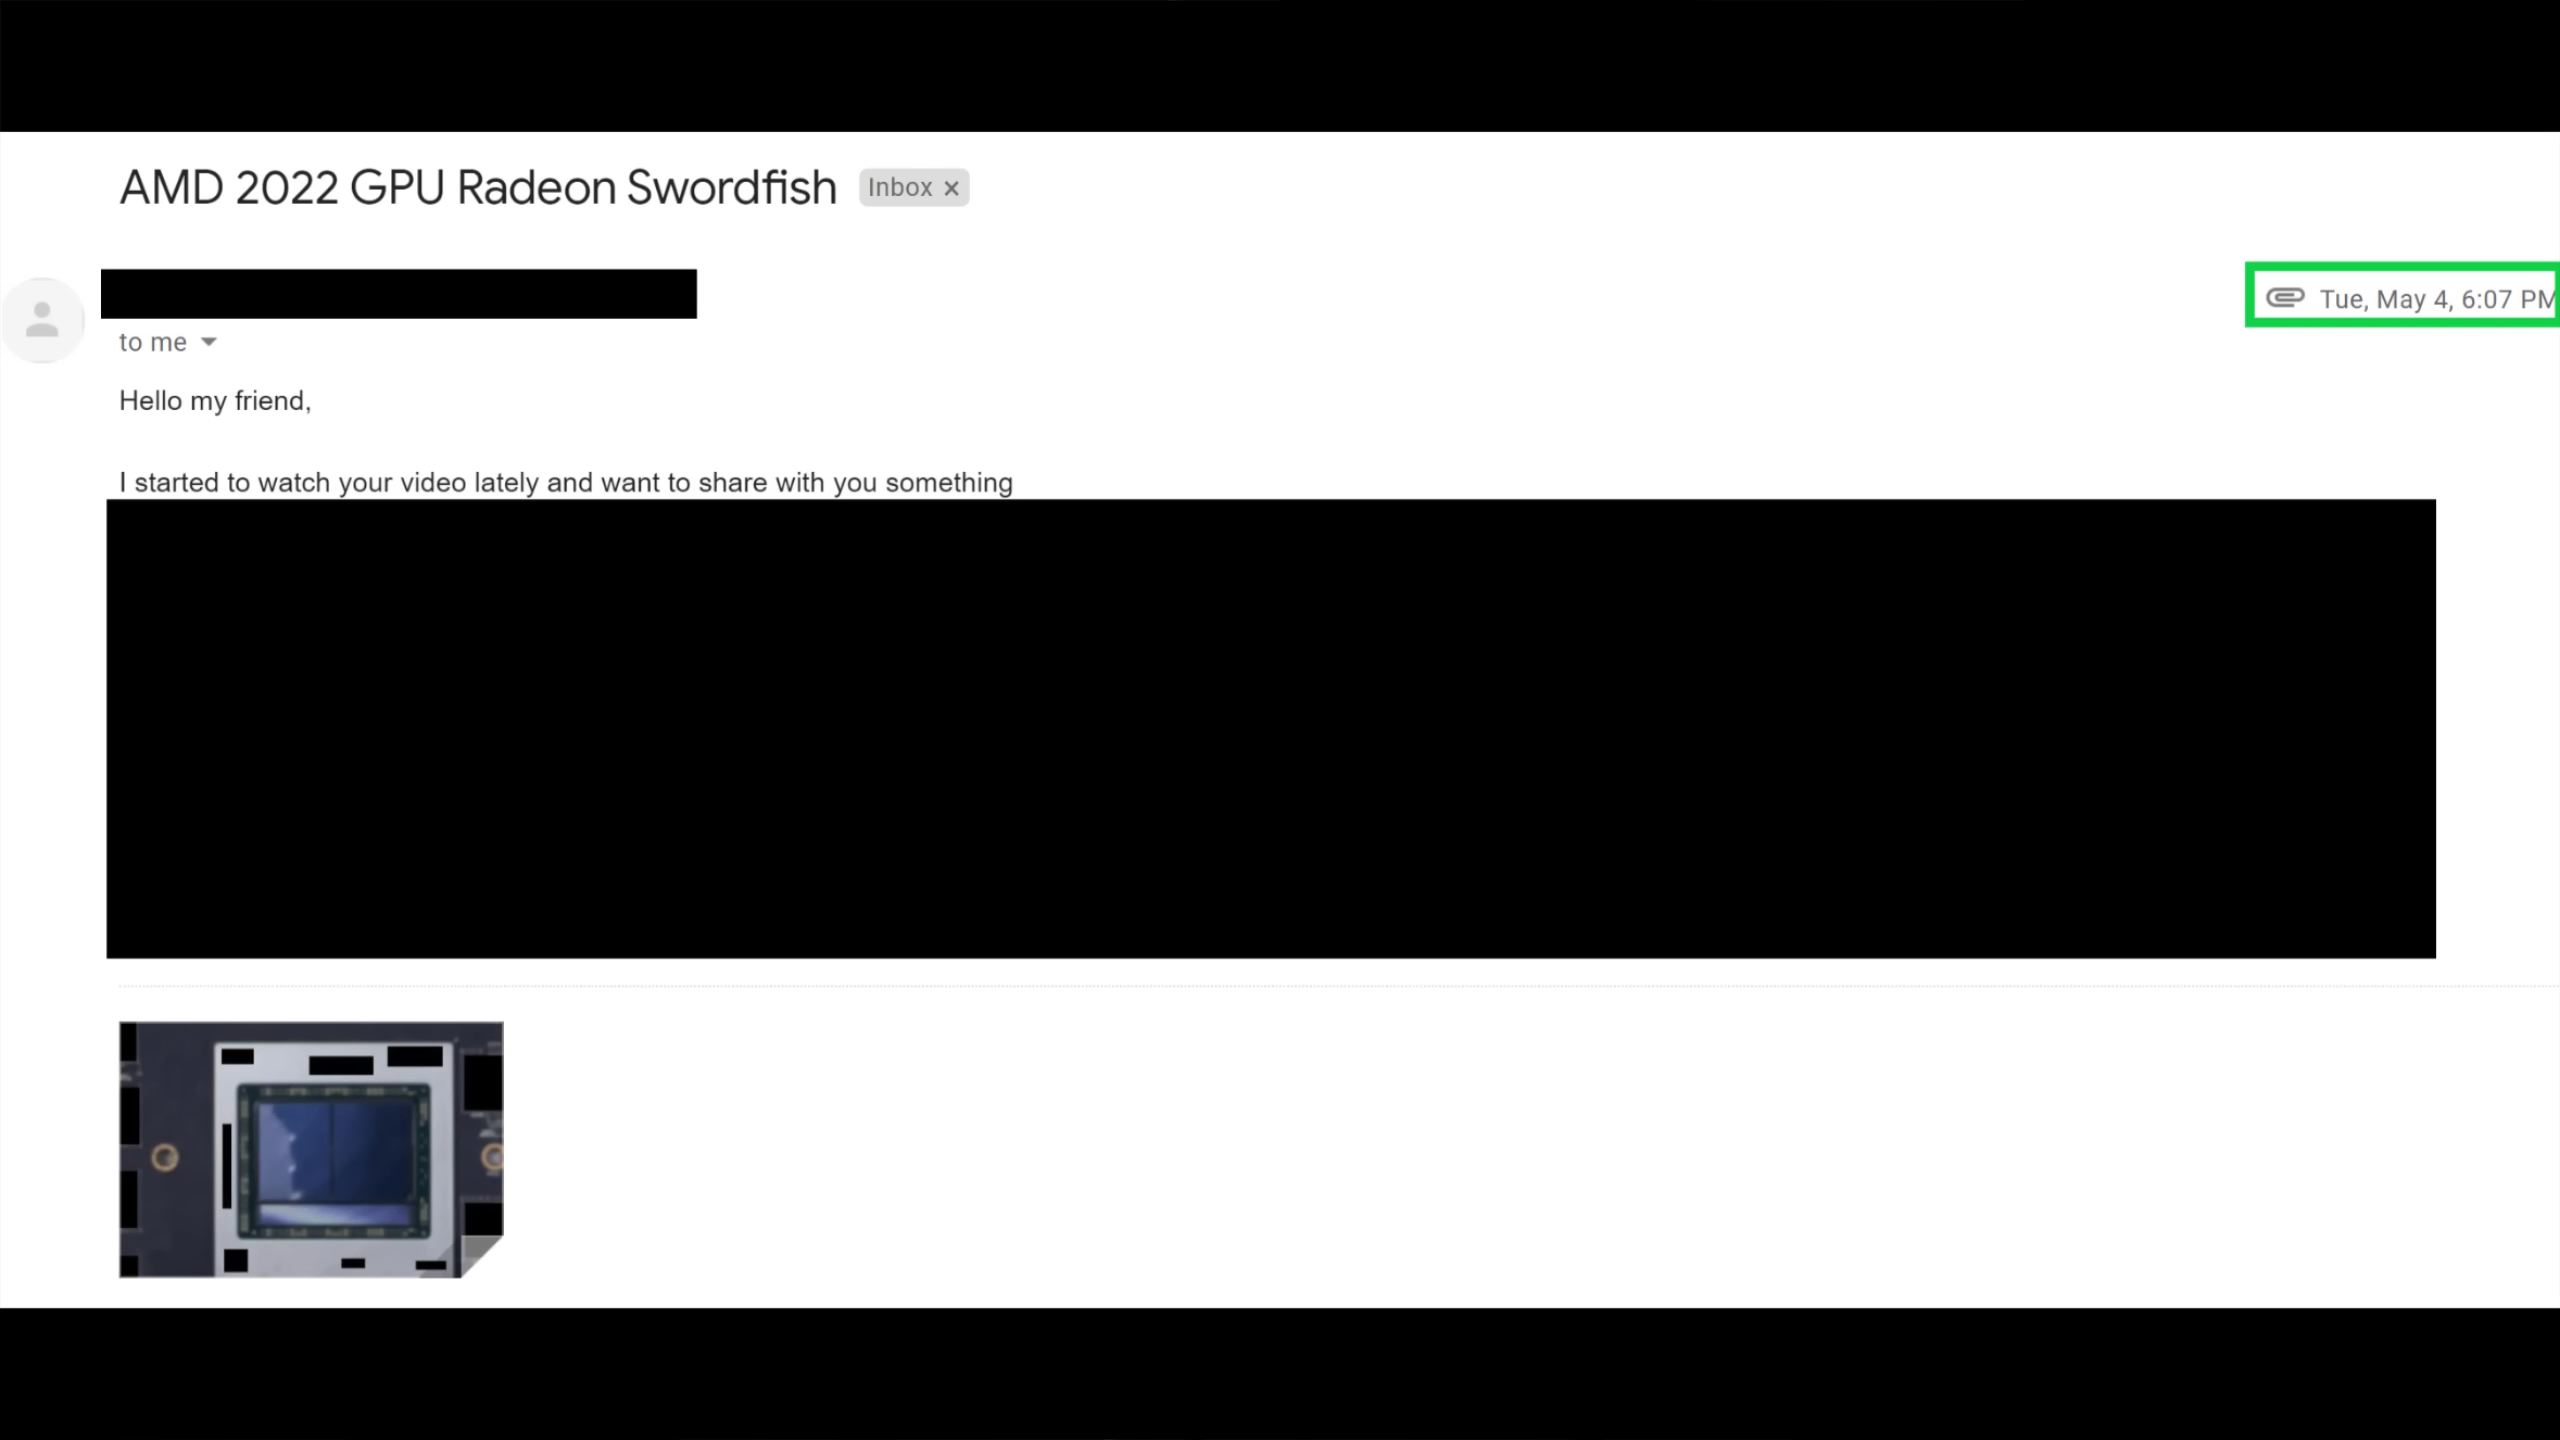 AMD 2022 GPU Radeon Swordfish Inbox ×
Tue, May 4, 6:07 PM
to me
Hello my friend,
I started to watch your video lately and want to share with you something